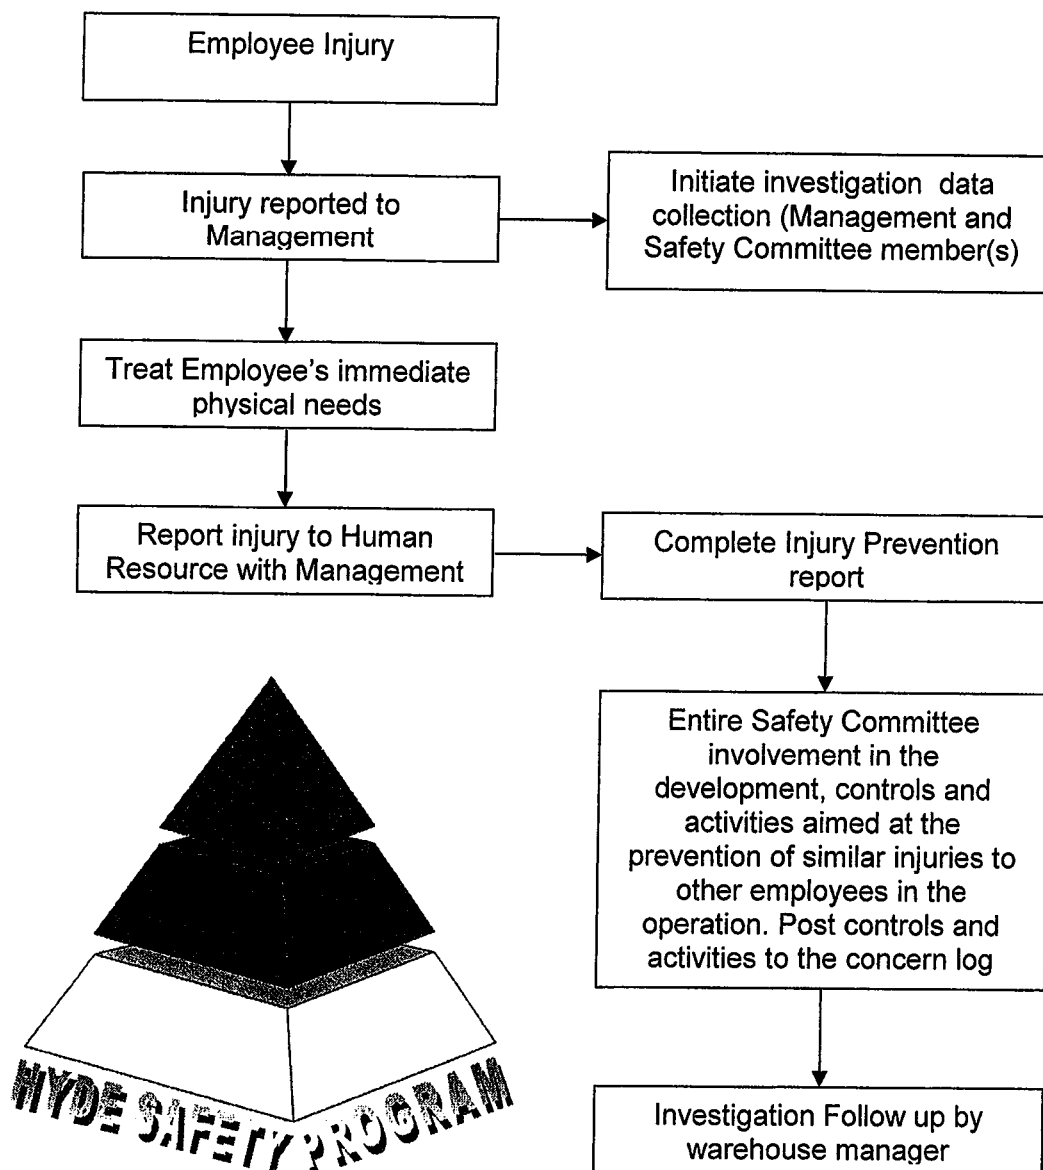 Employee Injury
Injury reported to
Management
Initiate investigation data
collection (Management and
Safety Committee member(s)
Treat Employee's immediate
physical needs
Report injury to Human
Resource with Management
Complete Injury Prevention
report
Entire Safety Committee
involvement in the
development, controls and
activities aimed at the
prevention of similar injuries to
other employees in the
operation. Post controls and
activities to the concern log
Investigation Follow up by
warehouse manager
HYDE SAFETY PROGRAM